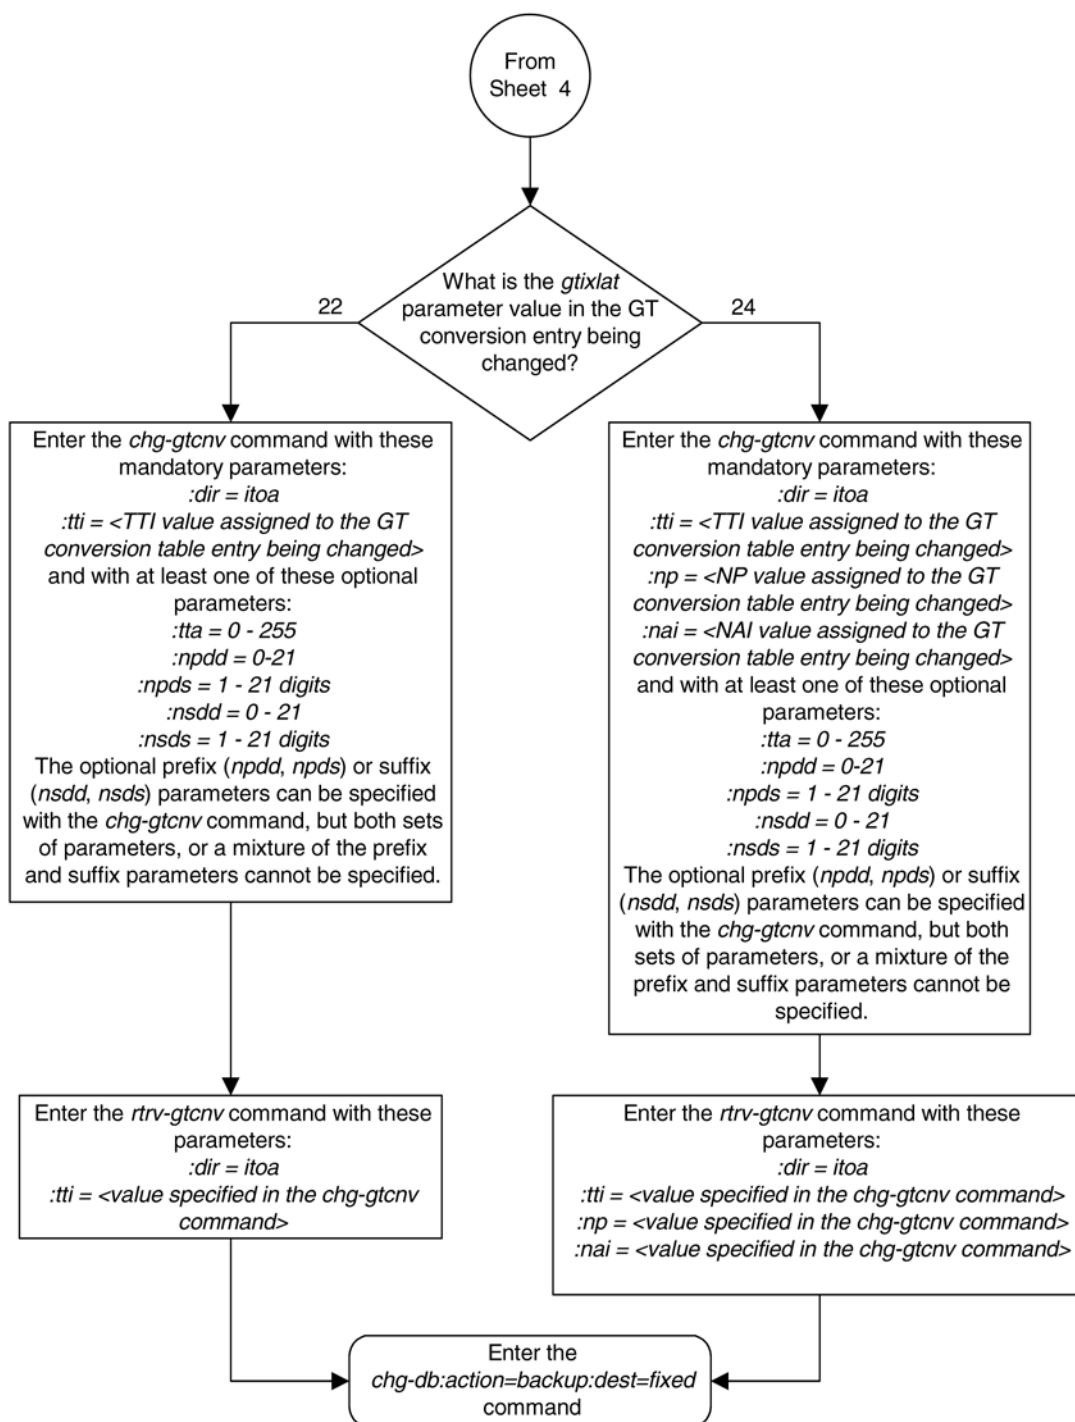 From
Sheet 4
What is the gtixlat
parameter value in the GT
conversion entry being
changed?
22
24
Enter the chg-gtcnv command with these
mandatory parameters:
:dir = itoa
:tti = <TTI value assigned to the GT
conversion table entry being changed>
and with at least one of these optional
parameters:
:tta = 0 - 255
:npdd = 0-21
:npds = 1 - 21 digits
:nsdd = 0 - 21
:nsds = 1 - 21 digits
The optional prefix (npdd, npds) or suffix
(nsdd, nsds) parameters can be specified
with the chg-gtcnv command, but both sets
of parameters, or a mixture of the prefix
and suffix parameters cannot be specified.
Enter the chg-gtcnv command with these
mandatory parameters:
:dir = itoa
:tti = <TTI value assigned to the GT
conversion table entry being changed>
:np = <NP value assigned to the GT
conversion table entry being changed>
:nai = <NAI value assigned to the GT
conversion table entry being changed>
and with at least one of these optional
parameters:
:tta = 0 - 255
:npdd = 0-21
:npds = 1 - 21 digits
:nsdd = 0 - 21
:nsds = 1 - 21 digits
The optional prefix (npdd, npds) or suffix
(nsdd, nsds) parameters can be specified
with the chg-gtcnv command, but both
sets of parameters, or a mixture of the
prefix and suffix parameters cannot be
specified.
Enter the rtrv-gtcnv command with these
parameters:
:dir = itoa
:tti = <value specified in the chg-gtcnv
command>
Enter the rtrv-gtcnv command with these
parameters:
:dir = itoa
:tti = <value specified in the chg-gtcnv command>
:np = <value specified in the chg-gtcnv command>
:nai = <value specified in the chg-gtcnv command>
Enter the
chg-db:action=backup:dest=fixed
command